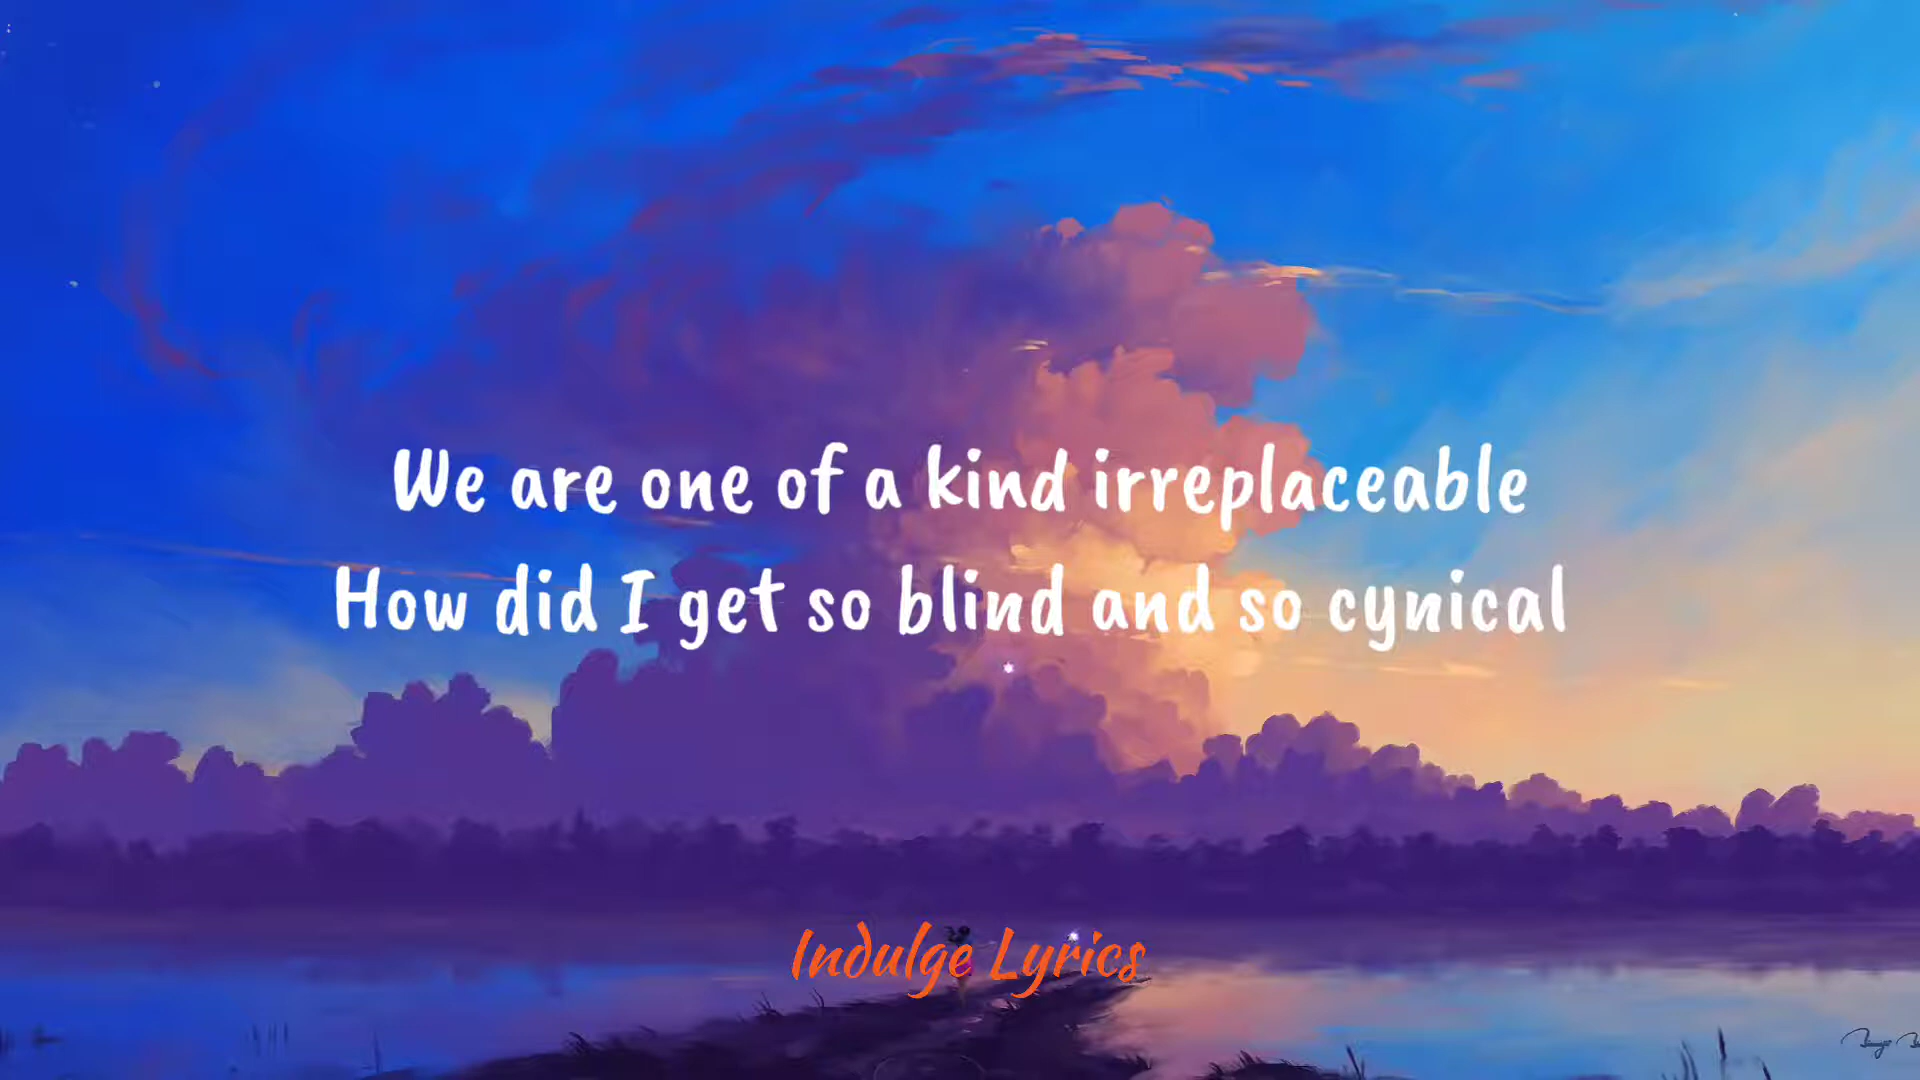 We are one of a kind irreplaceable
How did I get so blind and so cynical
Indulge Lyrics